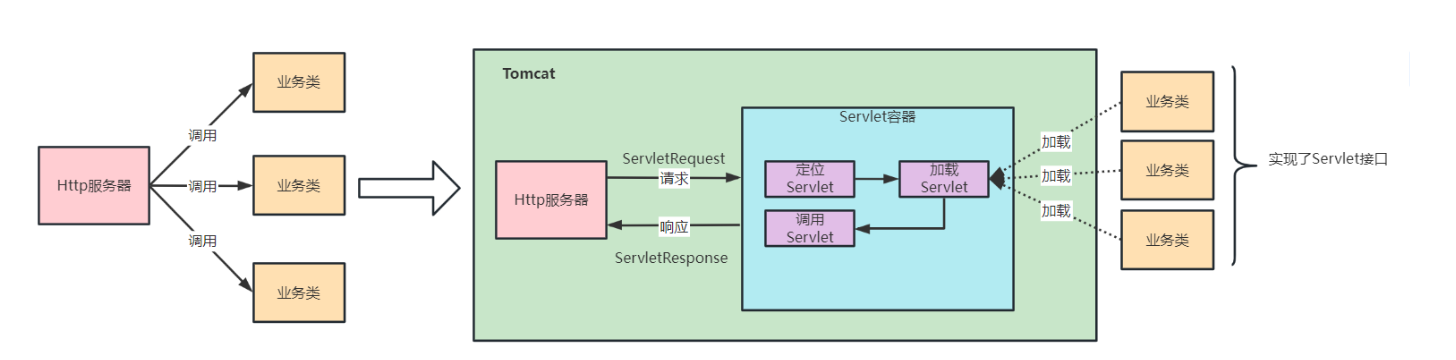 Http服务器
调用
调用
调用
业务类
业务类
业务类
Tomcat
Http服务器
ServletRequest
请求
响应
ServletResponse
Servlet容器
定位
Servlet
加载
Servlet
调用
Servlet
加载
加载
加载
业务类
业务类
业务类
实现了Servlet接口